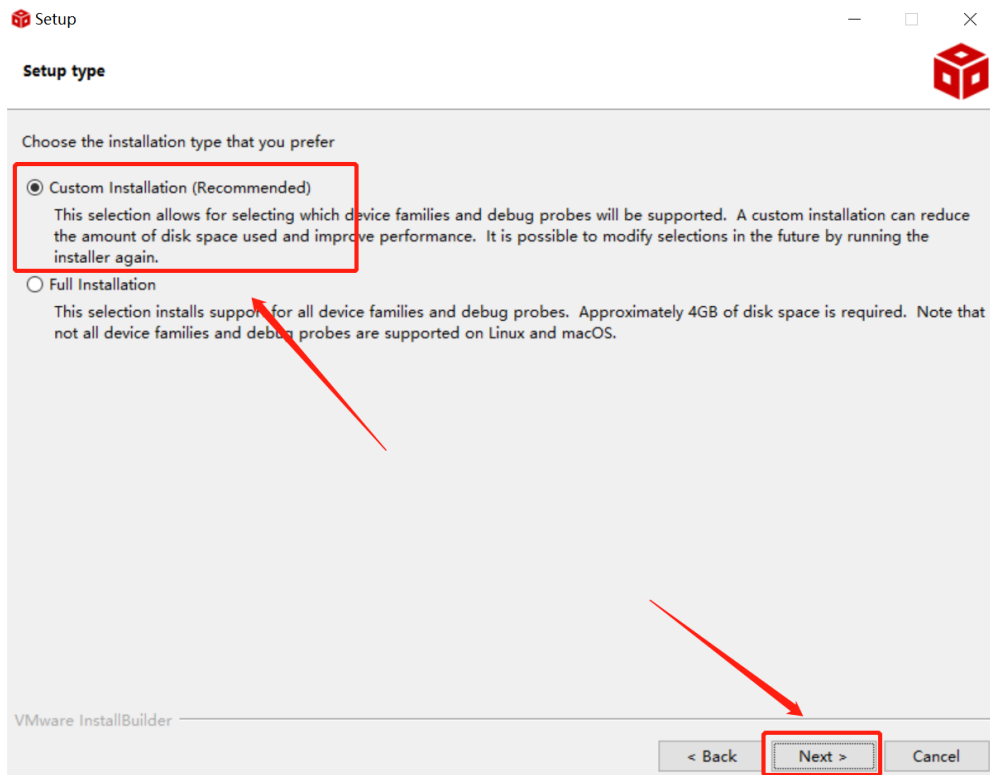 Setup
Setup type
Choose the installation type that you prefer
Custom Installation (Recommended)
This selection allows for selecting which device families and debug probes will be supported. A custom installation can reduce
the amount of disk space used and improve performance. It is possible to modify selections in the future by running the
installer again.
Full Installation
This selection installs support for all device families and debug probes. Approximately 4GB of disk space is required. Note that
not all device families and debug probes are supported on Linux and macOS.
VMware InstallBuilder
< Back
Next >
Cancel